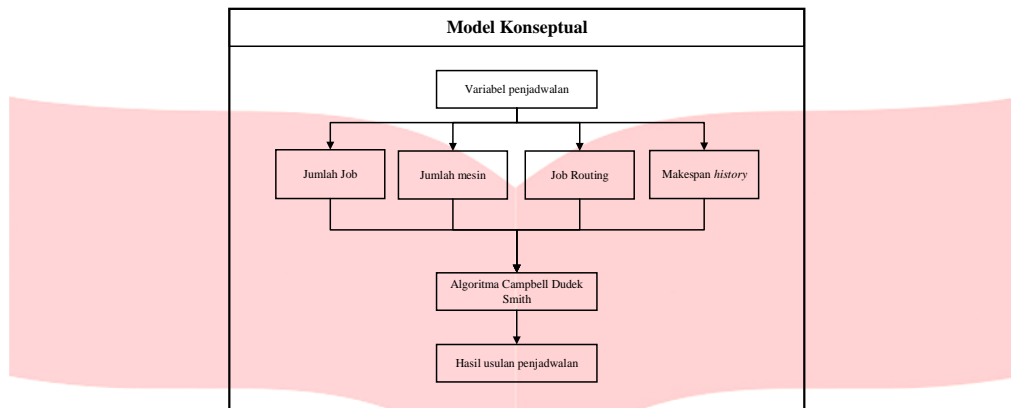 Model Konseptual
Variabel penjadwalan
Jumlah Job
Jumlah mesin
Job Routing
Makespan history
Algoritma Campbell Dudek
Smith
Hasil usulan penjadwalan